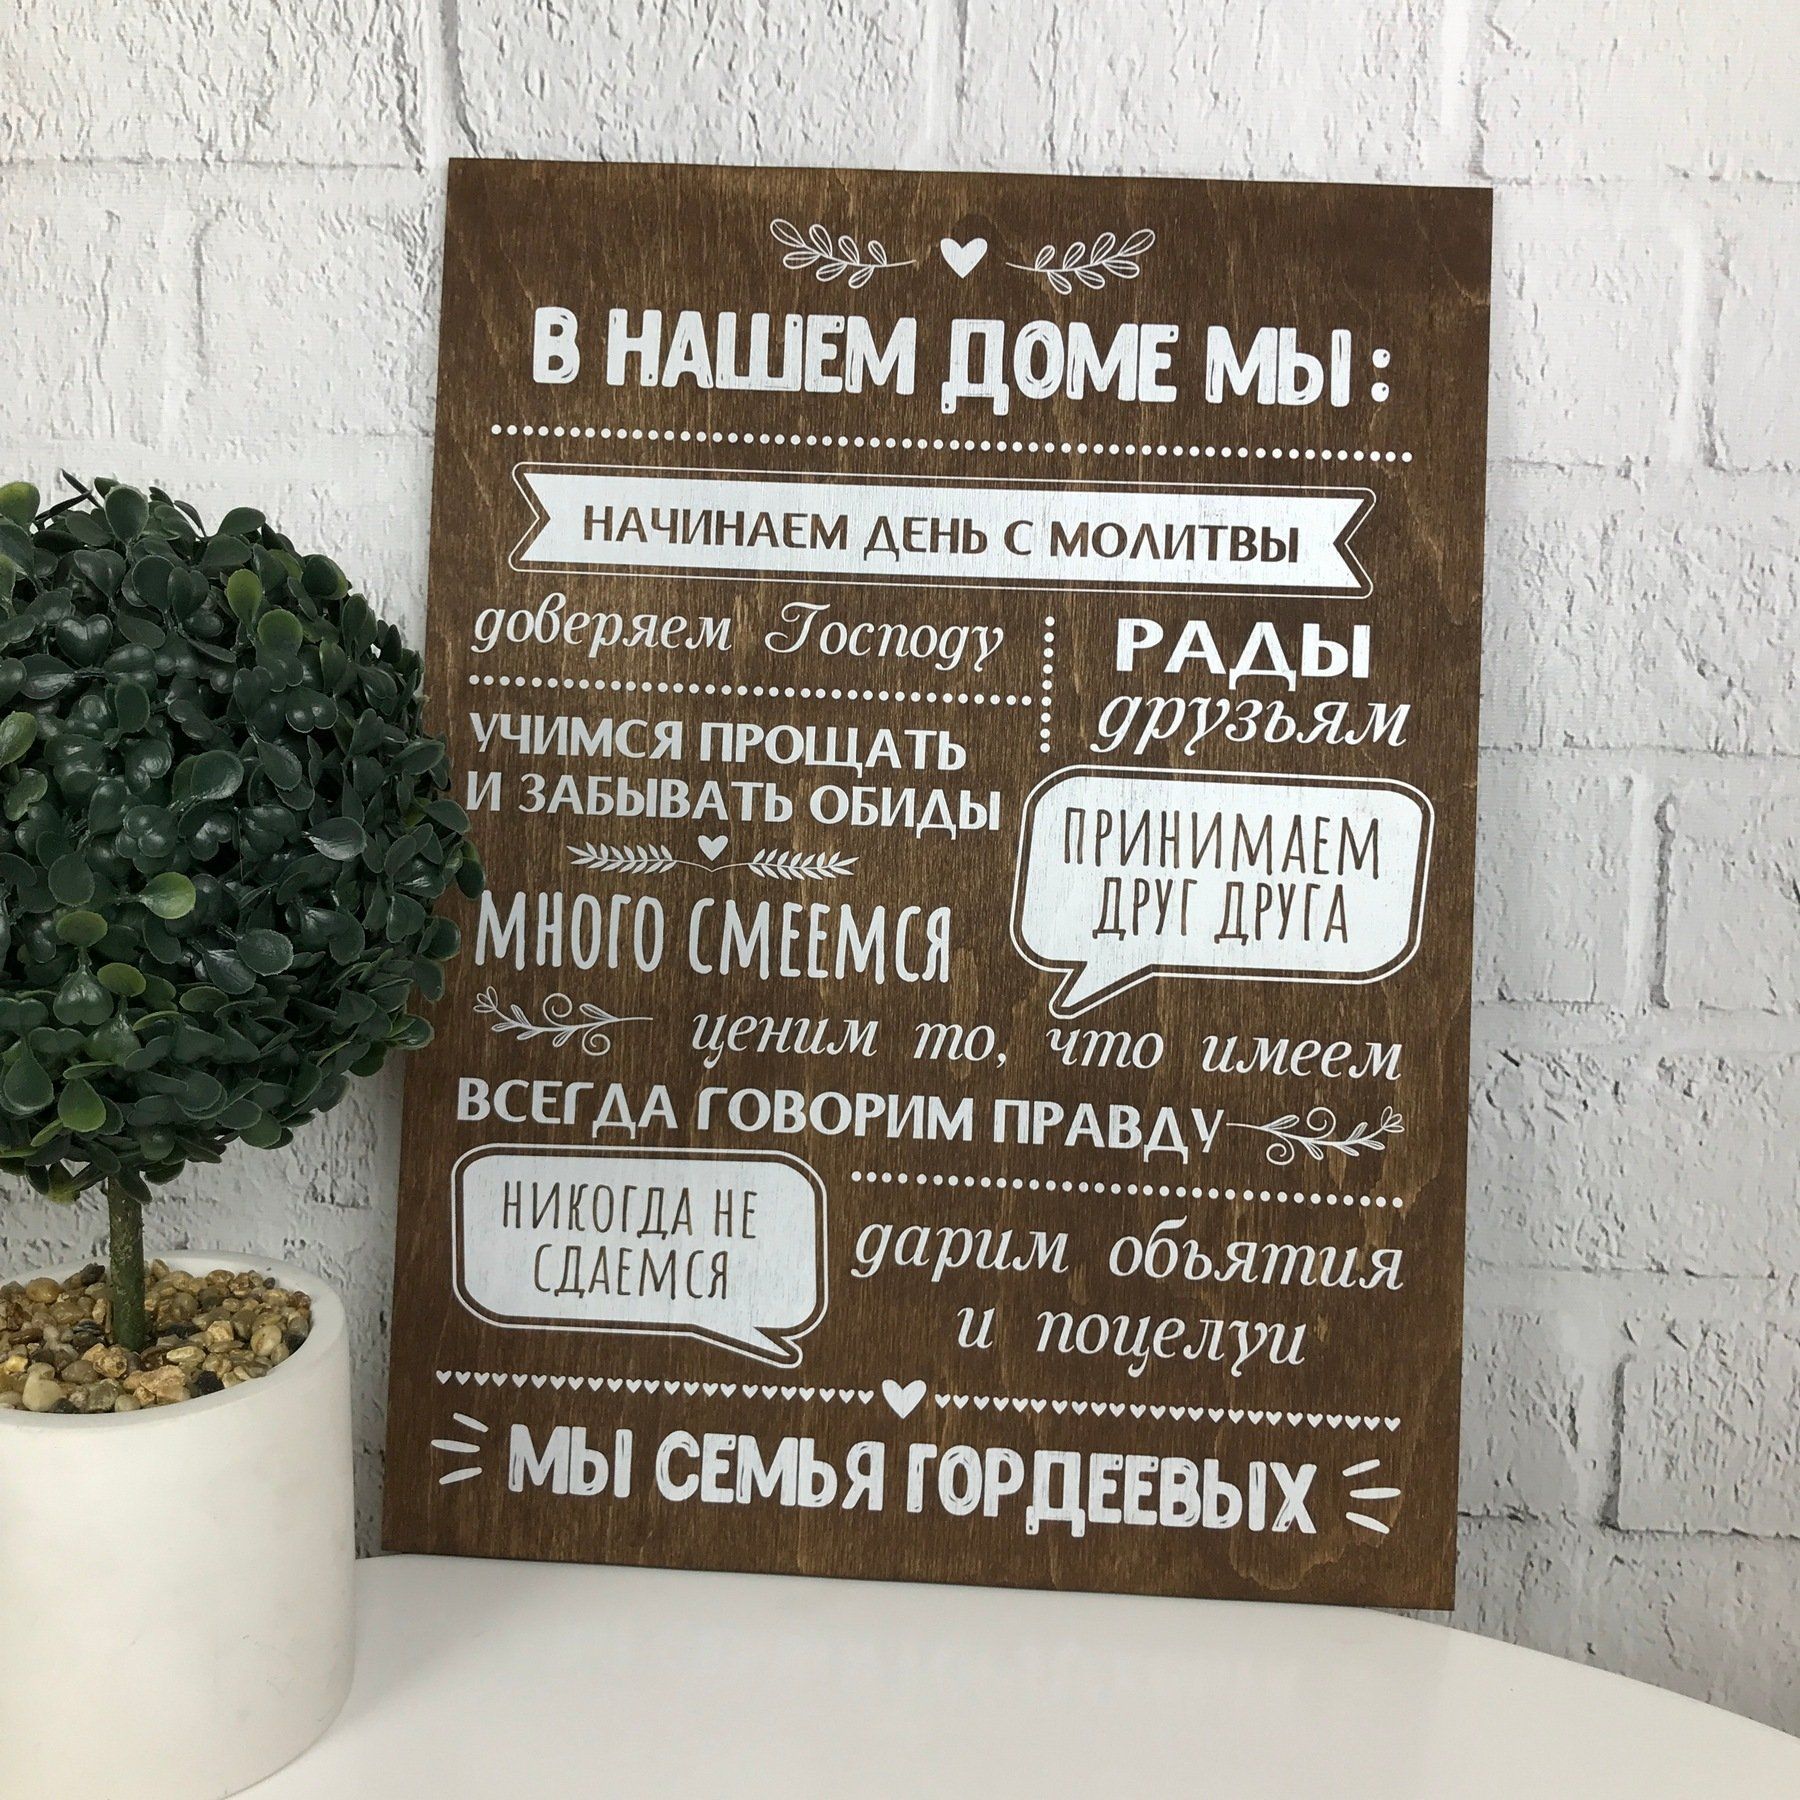 В НАШЕМ ДОМЕ МЫ:
НАЧИНАЕМ ДЕНЬ С МОЛИТВЫ
доверяем Господу
РАДЫ
друзьям
УЧИМСЯ ПРОЩАТЬ
И ЗАБЫВАТЬ ОБИДЫ
ПРИНИМАЕМ
ДРУГ ДРУГА
МНОГО СМЕЕМСЯ
ценим то, что имеем
ВСЕГДА ГОВОРИМ ПРАВДУ
НИКОГДА НЕ
СДАЕМСЯ
дарим обьятия
и поцелуи
МЫ СЕМЬЯ ГОРДЕЕВЫХ